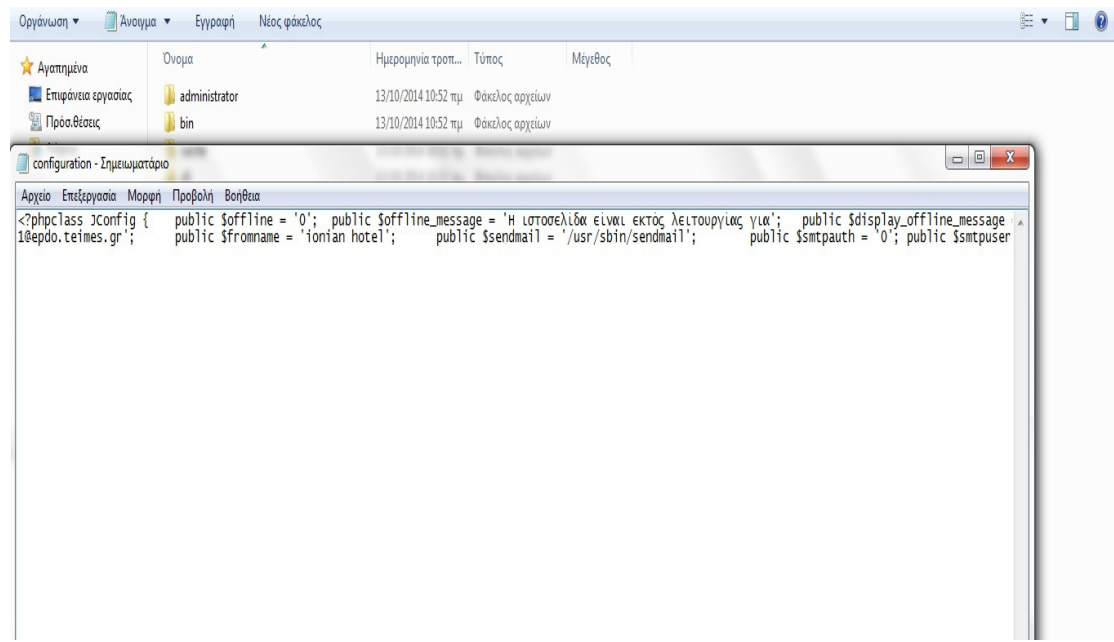 Οργάνωση Άνοιγμα Εγγραφή Νέος φάκελος
Όνομα Ημερομηνία τροπ... Τύπος Μέγεθος
Αγαπημένα
Επιφάνεια εργασίας administrator 13/10/2014 10:52 πμ Φάκελος αρχείων
Πρόσ.θέσεις bin 13/10/2014 10:52 πμ Φάκελος αρχείων
configuration - Σημειωματάριο
Αρχείο Επεξεργασία Μορφή Προβολή Βοήθεια
<?phpclass JConfig { public $offline = '0'; public $offline_message = 'Η ιστοσελίδα είναι εκτός λειτουργίας για'; public $display_offline_message
1@epdo.teimes.gr'; public $fromname = 'ionian hotel'; public $sendmail = '/usr/sbin/sendmail'; public $smtpauth = '0'; public $smtpuser